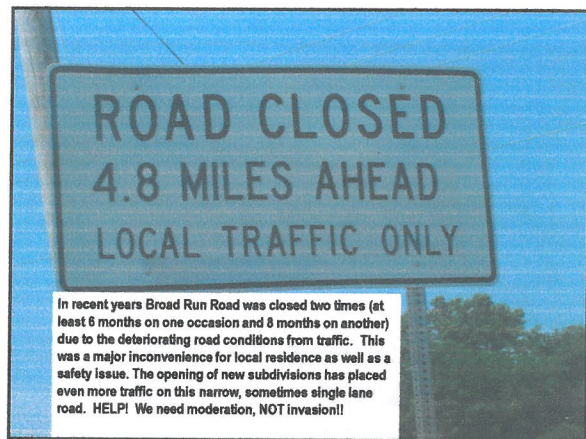 ROAD CLOSED
4.8 MILES AHEAD
LOCAL TRAFFIC ONLY
In recent years Broad Run Road was closed two times (at
least 6 months on one occasion and 8 months on another)
due to the deteriorating road conditions from traffic. This
was a major inconvenience for local residence as well as a
safety issue. The opening of new subdivisions has placed
even more traffic on this narrow, sometimes single lane
road. HELP! We need moderation, NOT invasion!!